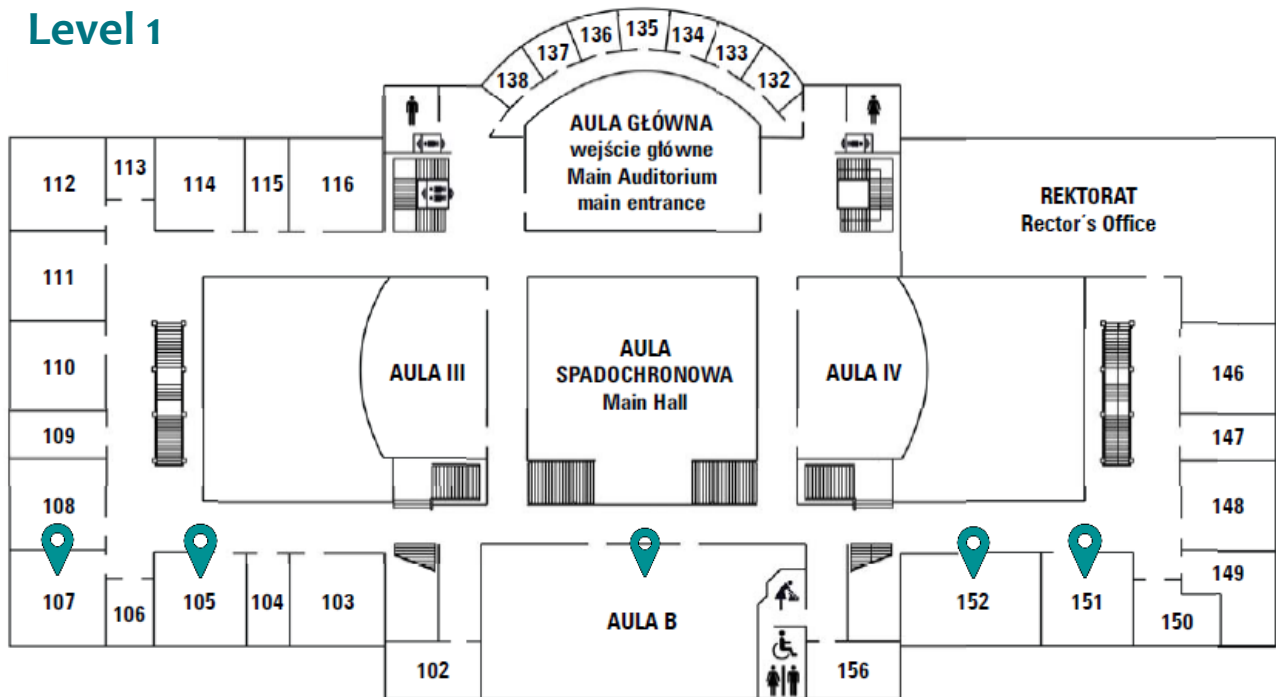 Level 1
138
137
136
135
134
133
132
AULA GŁÓWNA
wejście główne
Main Auditorium
main entrance
112
113
114
115
116
REKTORAT
Rector´s Office
111
110
109
108
AULA III
AULA
SPADOCHRONOWA
Main Hall
AULA IV
146
147
148
149
107
106
105
104
103
102
AULA B
156
152
151
150